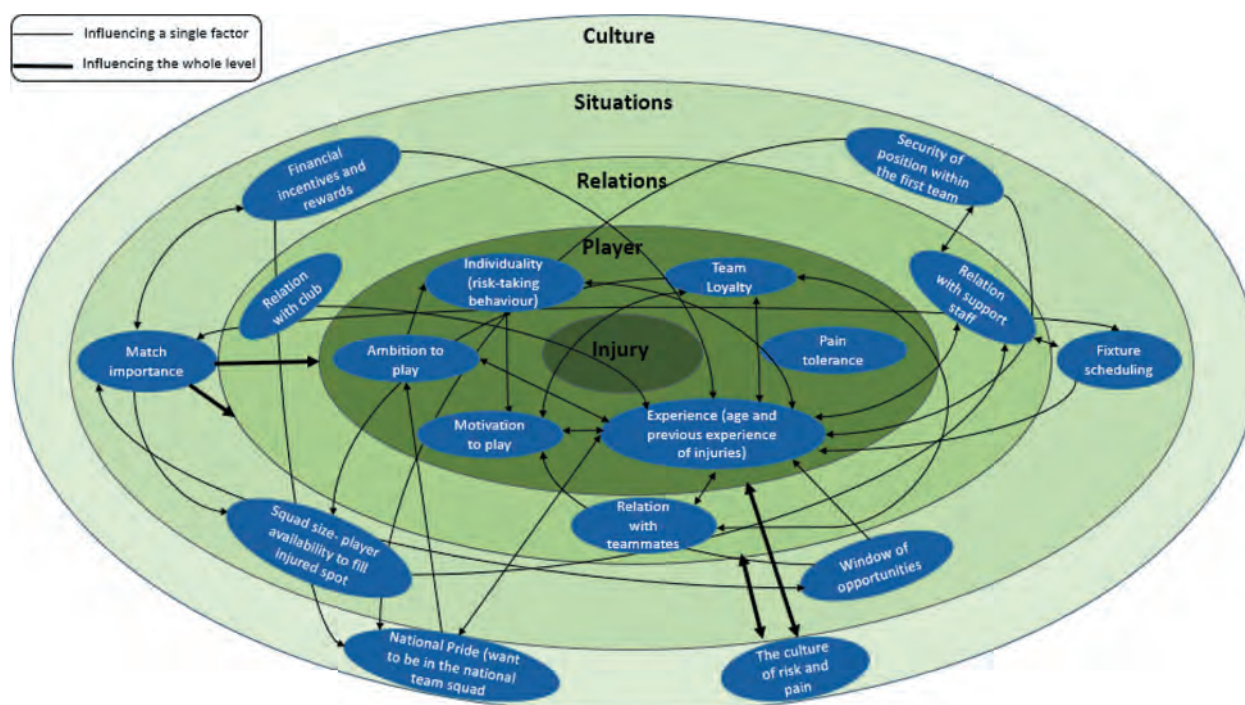 Influencing a single factor
Influencing the whole level
Culture
Situations
Relations
Player
Injury
Financial
incentives and
rewards
Security of
position within
the first team
Relation
with club
Individuality
(risk-taking
behaviour)
Team
Loyalty
Relation
with support
staff
Match
importance
Ambition to
play
Pain
tolerance
Fixture
scheduling
Motivation
to play
Experience (age and
previous experience
of injuries)
Squad size- player
availability to fill
injured spot
Relation
with
teammates
Window of
opportunities
National Pride (want
to be in the national
team squad
The culture
of risk and
pain